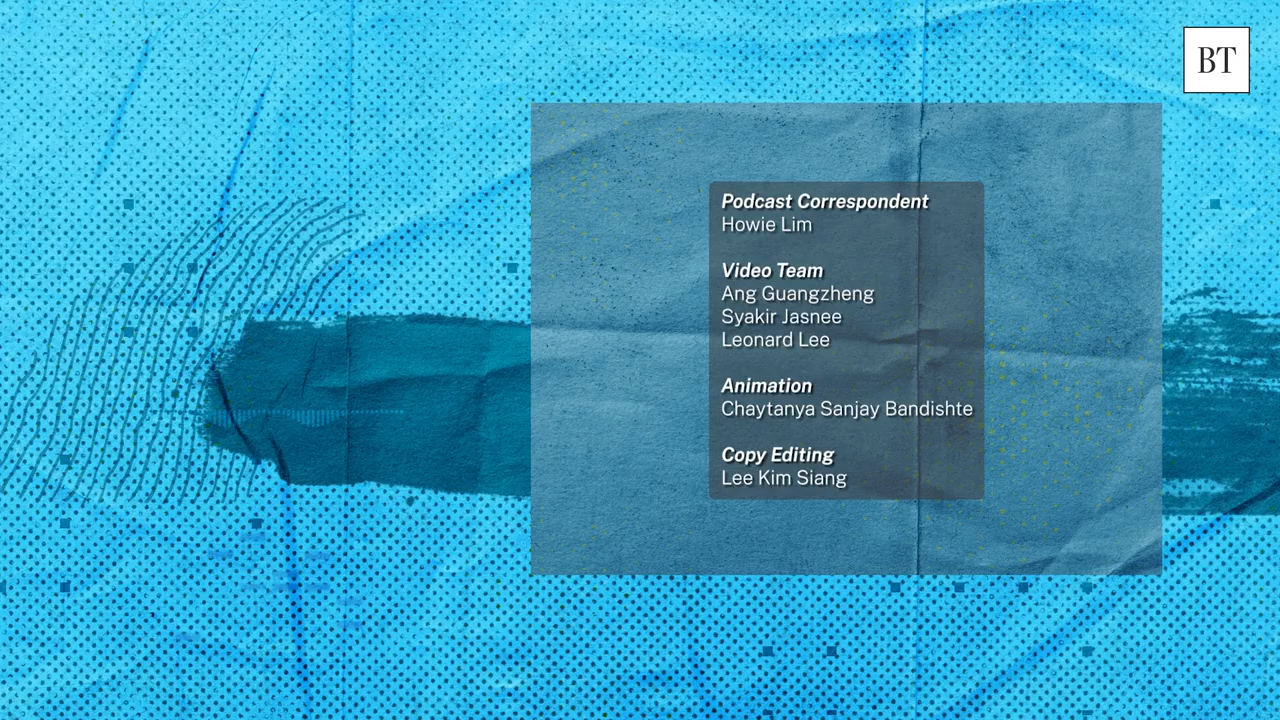 BT
Podcast Correspondent
Howie Lim
Video Team
Ang Guangzheng
Syakir Jasnee
Leonard Lee
Animation
Chaytanya Sanjay Bandishte
Copy Editing
Lee Kim Siang